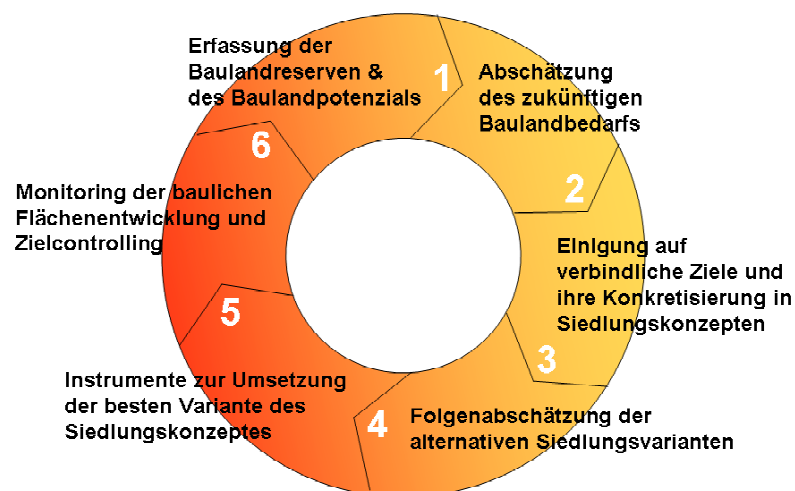 Erfassung der
Baulandreserven &
des Baulandpotenzials
1
Abschätzung
des zukünftigen
Baulandbedarfs
2
Einigung auf
verbindliche Ziele und
ihre Konkretisierung in
Siedlungskonzepten
3
Folgenabschätzung der
alternativen Siedlungsvarianten
4
Instrumente zur Umsetzung
der besten Variante des
Siedlungskonzeptes
5
Monitoring der baulichen
Flächenentwicklung und
Zielcontrolling
6